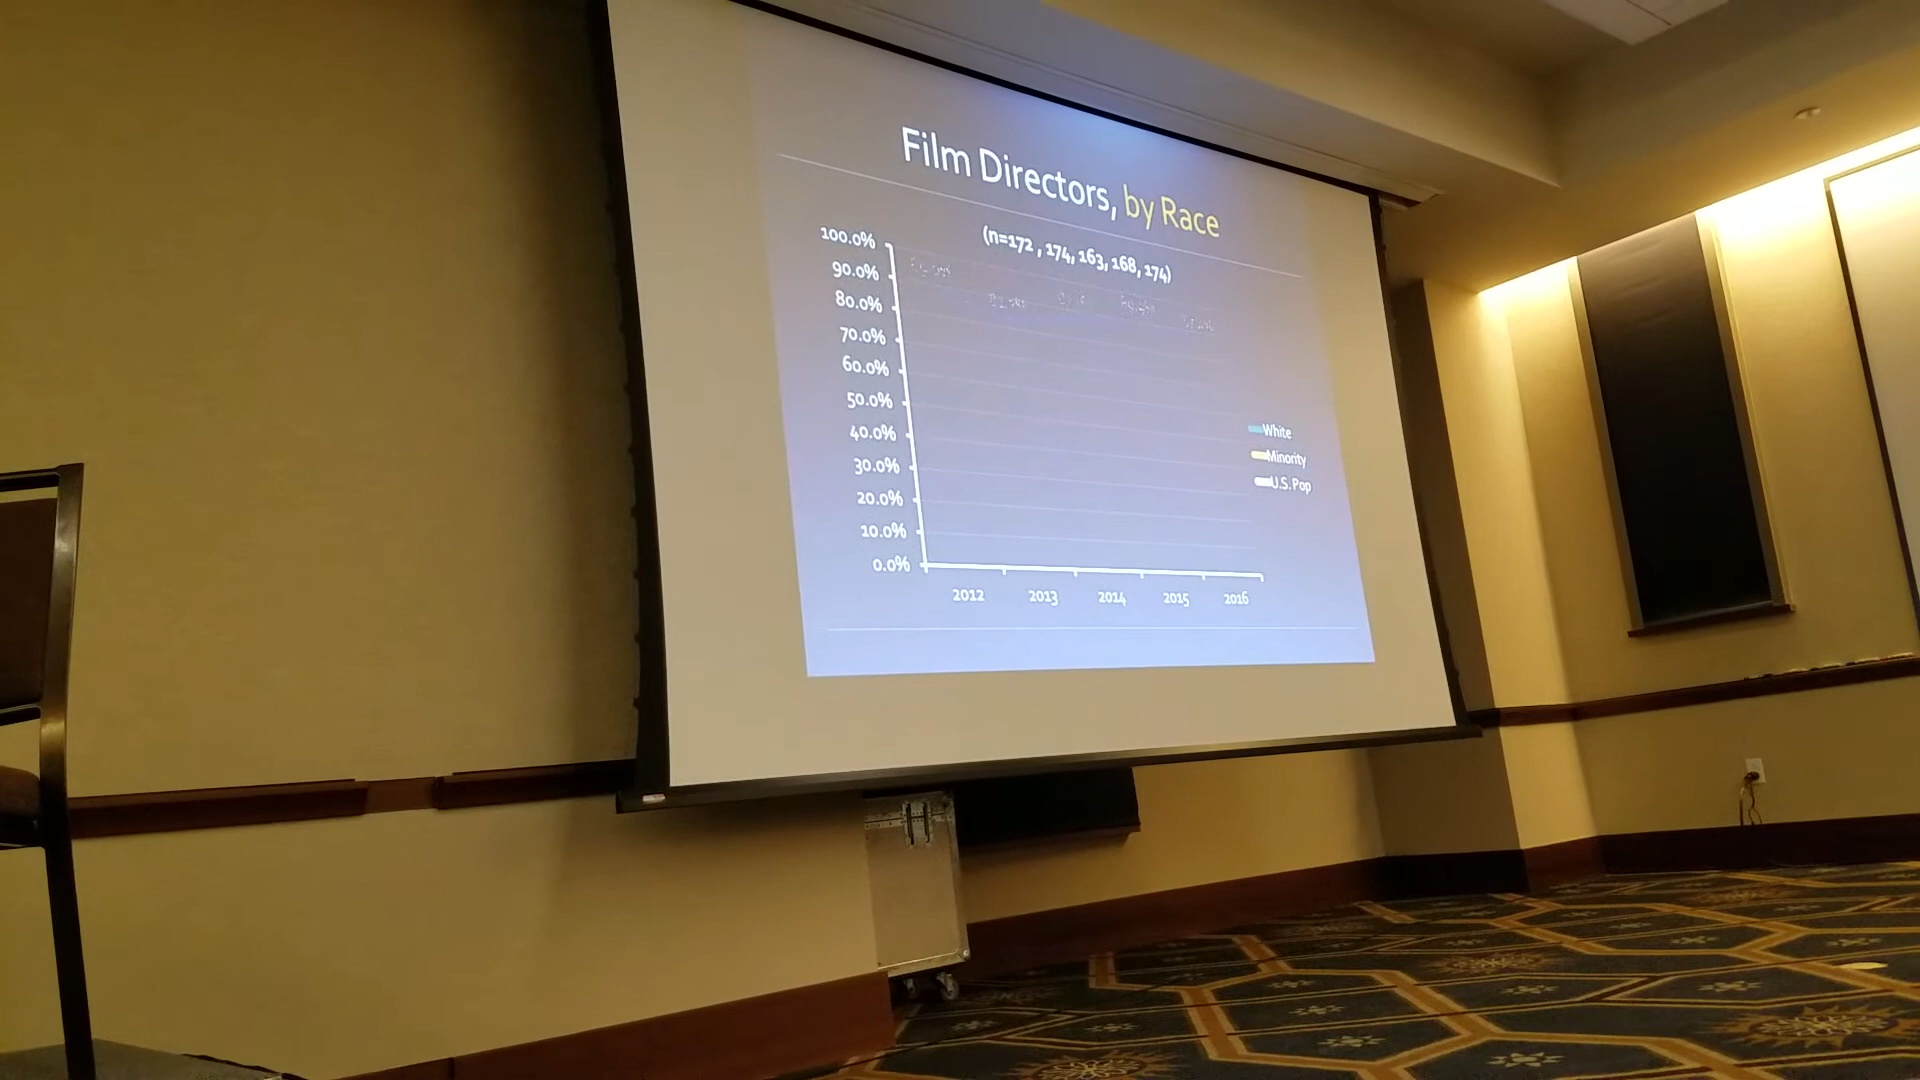 Film Directors, by Race
(n=172 , 174, 163, 168, 174)
100.0%
90.0%
80.0%
70.0%
60.0%
50.0%
40.0%
30.0%
20.0%
10.0%
0.0%
2012 2013 2014 2015 2016
White
Minority
U.S. Pop